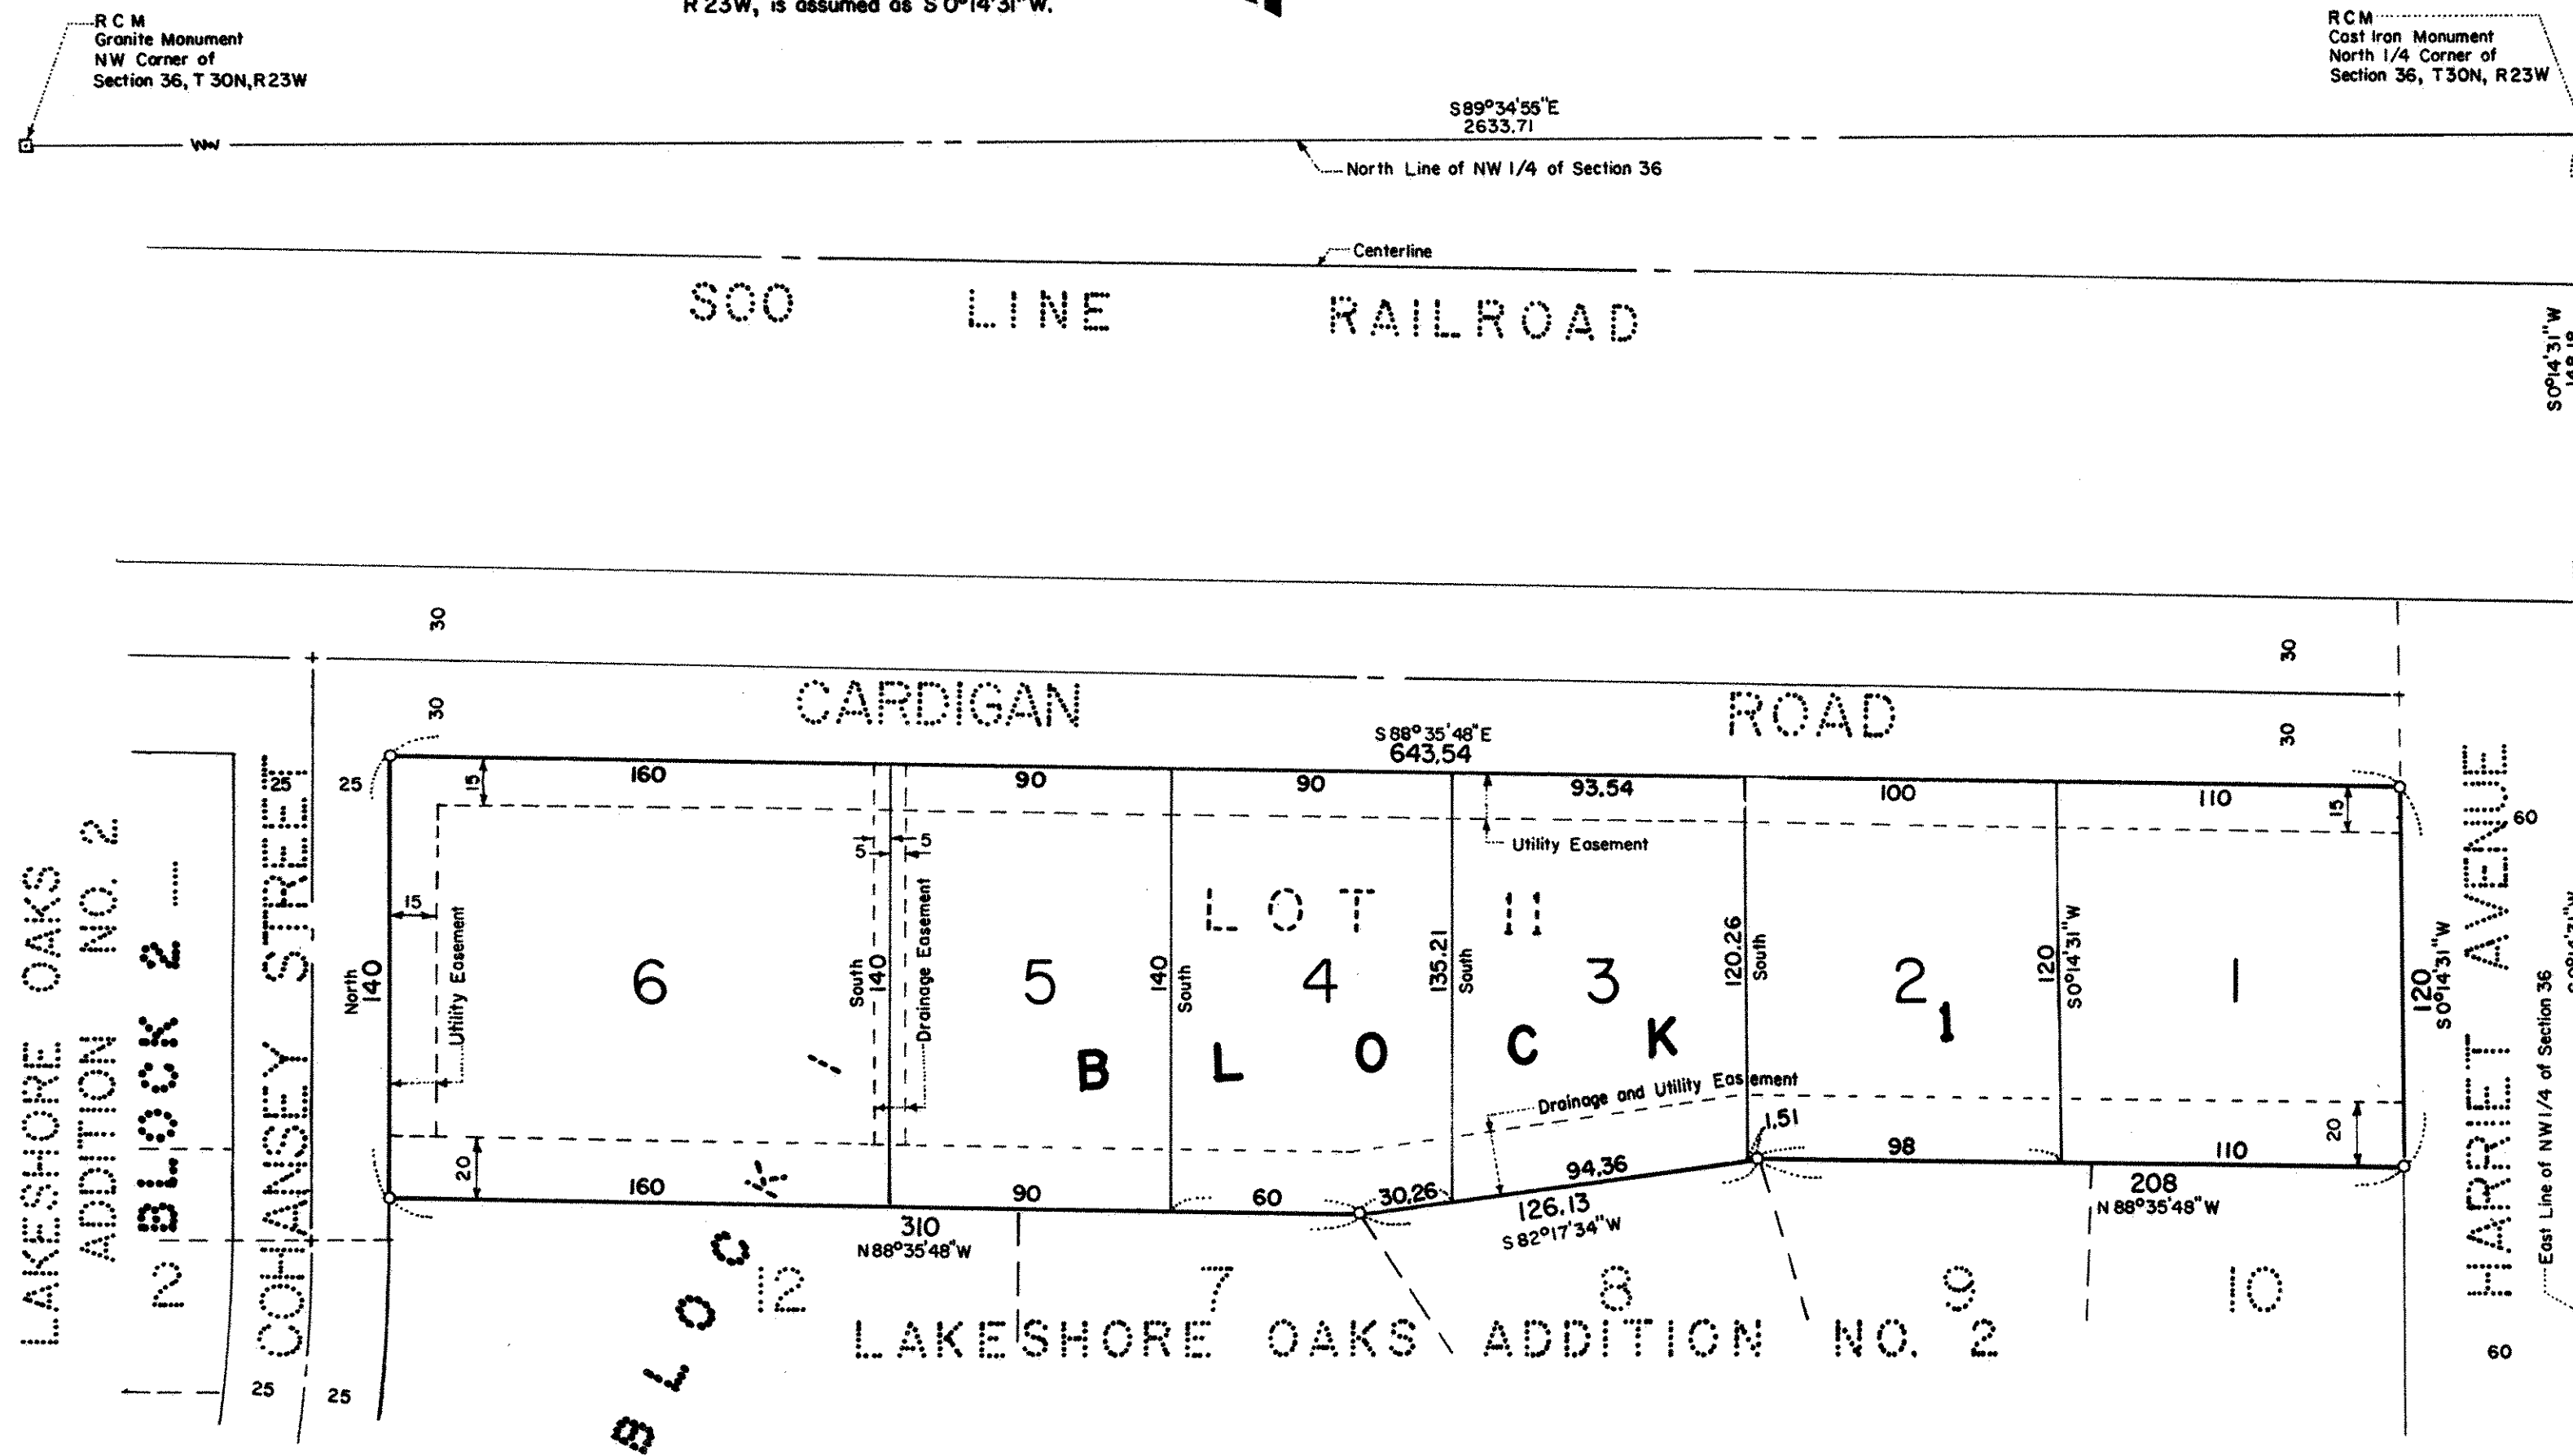 R 23W, is assumed as S 0°14'31" W.
RCM
Granite Monument
NW Corner of
Section 36, T 30N, R23W
RCM
Cast Iron Monument
North 1/4 Corner of
Section 36, T30N, R23W
S89°34'55"E
2633.71
North Line of NW 1/4 of Section 36
Centerline
SOO LINE RAILROAD
S0°14'31"W
30
30
30
30
CARDIGAN ROAD
S 88° 35' 48" E
643.54
25
25
160
90
90
93.54
100
110
15
15
60
5
5
Utility Easement
15
LOT 11
Utility Easement
Drainage Easement
North
140
6
South
140
5
140
South
4
135.21
South
3
120.26
South
2
120
S0°14'31"W
1
120
S0°14'31"W
HARRIET AVENUE
East Line of NW1/4 of Section 36
BLOCK 1
Drainage and Utility Easement
1.51
20
20
160
90
60
30.26
94.36
98
110
310
N88°35'48"W
126.13
S 82°17'34" W
208
N 88°35'48" W
LAKESHORE OAKS
ADDITION NO. 2
BLOCK 2
2
COHANSEY STREET
25
25
BLOCK 1
12
7
8
9
10
LAKESHORE OAKS ADDITION NO. 2
60